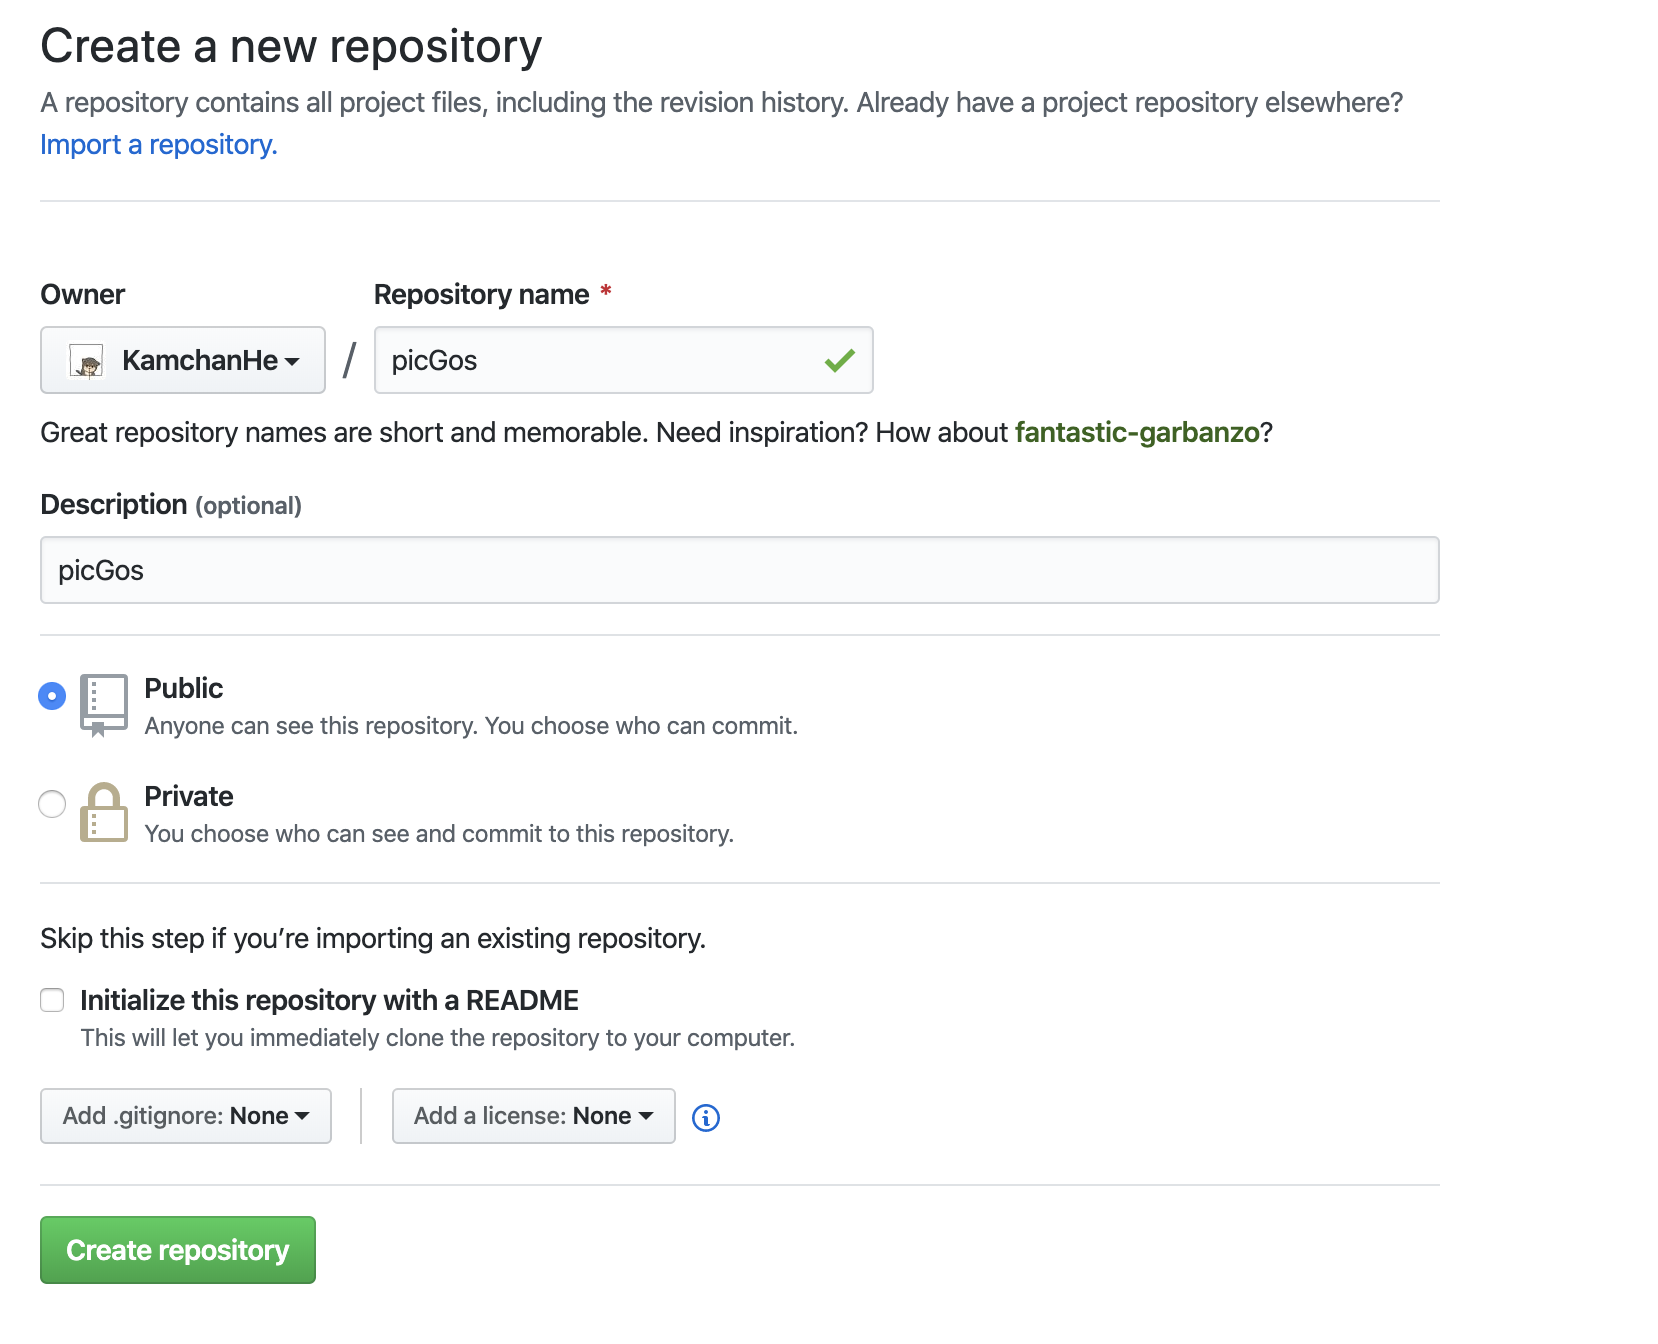 Create a new repository
A repository contains all project files, including the revision history. Already have a project repository elsewhere?
Import a repository.
Owner
Repository name *
KamchanHe
/
picGos
Great repository names are short and memorable. Need inspiration? How about fantastic-garbanzo?
Description (optional)
picGos
Public
Anyone can see this repository. You choose who can commit.
Private
You choose who can see and commit to this repository.
Skip this step if you’re importing an existing repository.
Initialize this repository with a README
This will let you immediately clone the repository to your computer.
Add .gitignore: None
Add a license: None
Create repository